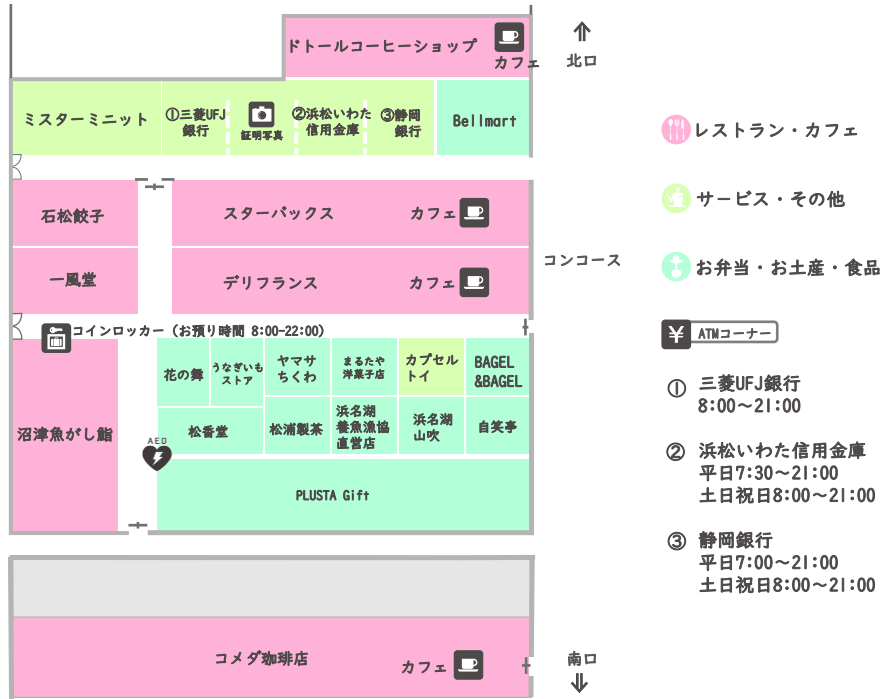 ドトールコーヒーショップ
カフェ
北口
ミスターミニット
①三菱UFJ
銀行
証明写真
②浜松いわた
信用金庫
③静岡
銀行
Bellmart
レストラン・カフェ
サービス・その他
お弁当・お土産・食品
石松餃子
スターバックス
カフェ
コンコース
一風堂
デリフランス
カフェ
コインロッカー (お預り時間 8:00-22:00)
¥ ATMコーナー
花の舞
うなぎいも
ストア
ヤマサ
ちくわ
まるたや
洋菓子店
カプセル
トイ
BAGEL
&BAGEL
沼津魚がし鮨
AED
松香堂
松浦製茶
浜名湖
養魚漁協
直営店
浜名湖
山吹
自笑亭
PLUSTA Gift
① 三菱UFJ銀行
8:00〜21:00
② 浜松いわた信用金庫
平日7:30〜21:00
土日祝日8:00〜21:00
③ 静岡銀行
平日7:00〜21:00
土日祝日8:00〜21:00
コメダ珈琲店
カフェ
南口